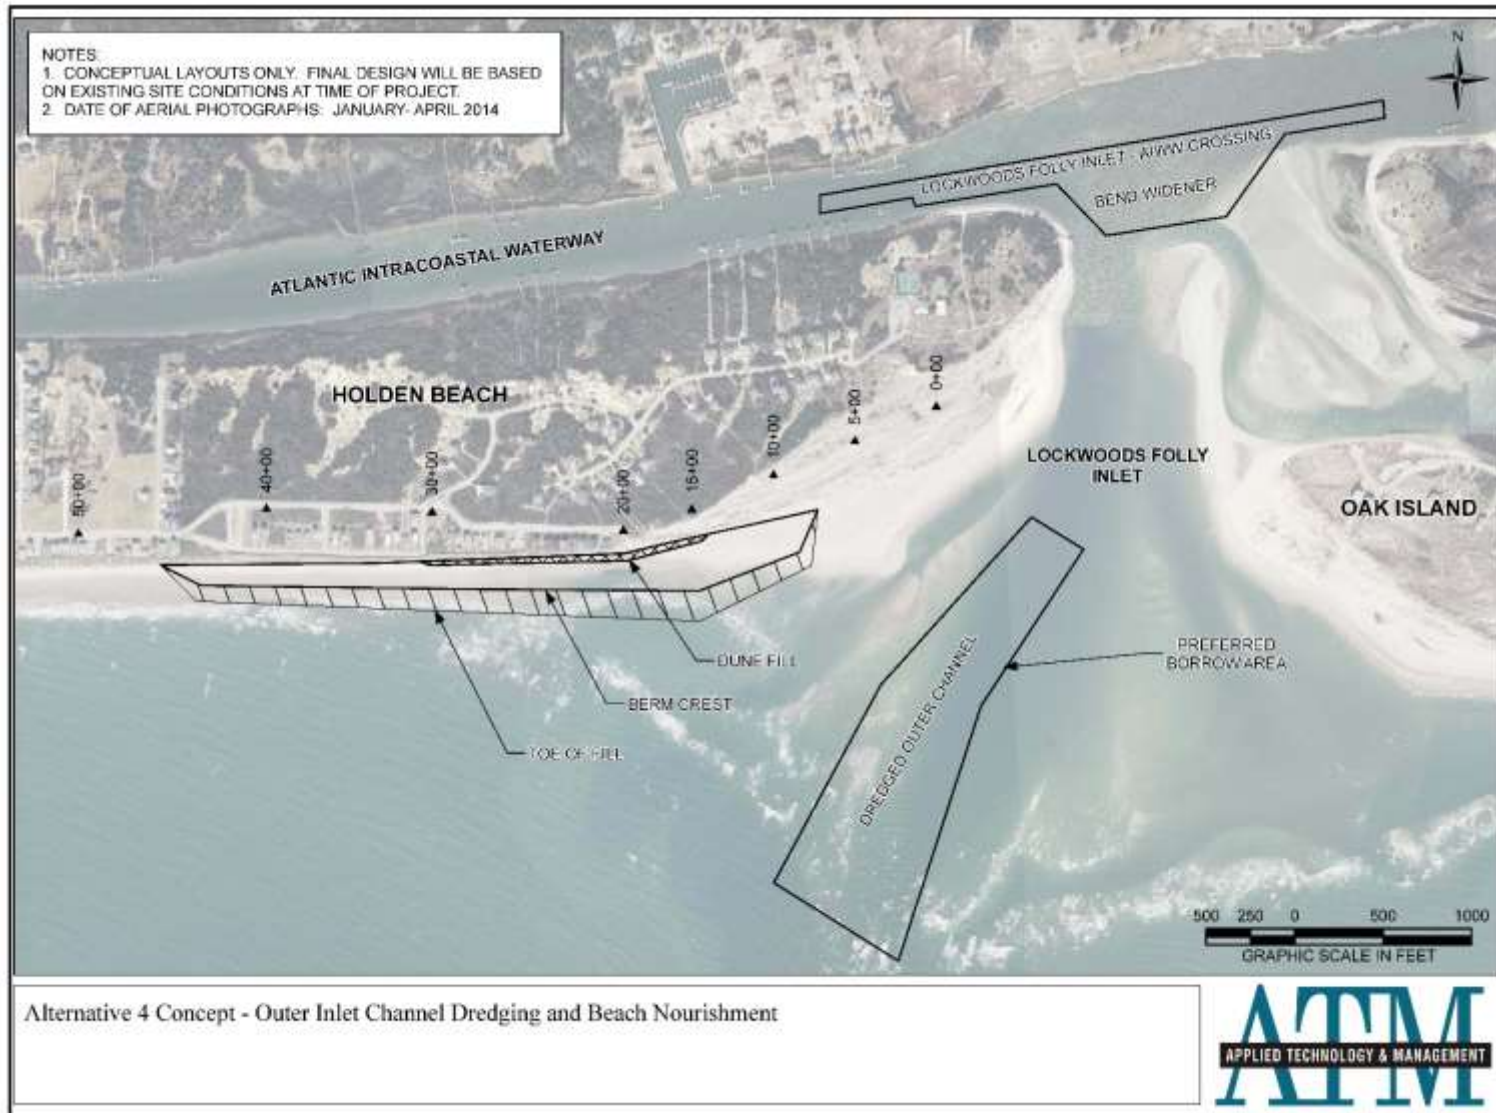 NOTES:
1. CONCEPTUAL LAYOUTS ONLY. FINAL DESIGN WILL BE BASED
ON EXISTING SITE CONDITIONS AT TIME OF PROJECT.
2. DATE OF AERIAL PHOTOGRAPHS: JANUARY- APRIL 2014
N
LOCKWOODS FOLLY INLET - AIWW CROSSING
BEND WIDENER
ATLANTIC INTRACOASTAL WATERWAY
HOLDEN BEACH
50+00
40+00
30+00
20+00
15+00
10+00
5+00
0+00
LOCKWOODS FOLLY
INLET
OAK ISLAND
DUNE FILL
BERM CREST
TOE OF FILL
DREDGED OUTER CHANNEL
PREFERRED
BORROW AREA
500 250 0 500 1000
GRAPHIC SCALE IN FEET
Alternative 4 Concept - Outer Inlet Channel Dredging and Beach Nourishment
ATM
APPLIED TECHNOLOGY & MANAGEMENT